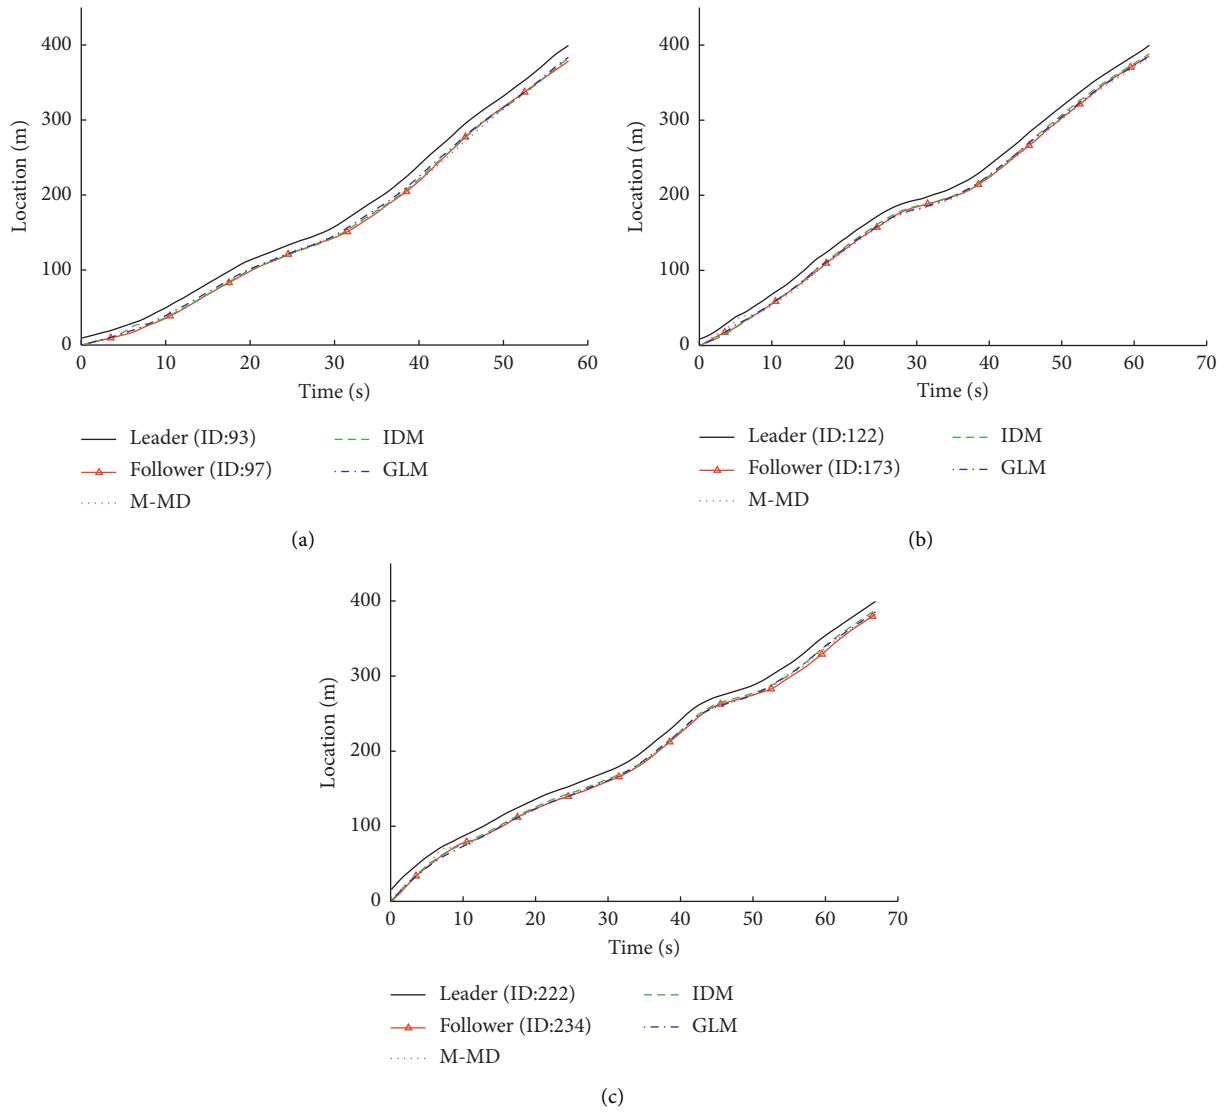 400
300
200
100
0
Location (m)
0 10 20 30 40 50 60
Time (s)
Leader (ID:93)
Follower (ID:97)
M-MD
IDM
GLM
(a)
400
300
200
100
0
Location (m)
0 10 20 30 40 50 60 70
Time (s)
Leader (ID:122)
Follower (ID:173)
M-MD
IDM
GLM
(b)
400
300
200
100
0
Location (m)
0 10 20 30 40 50 60 70
Time (s)
Leader (ID:222)
Follower (ID:234)
M-MD
IDM
GLM
(c)